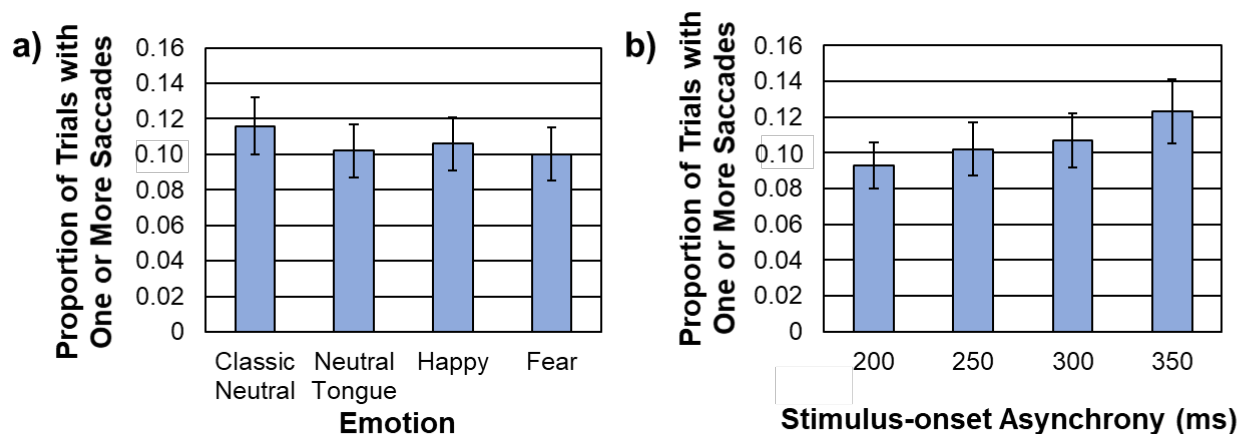 a)
Proportion of Trials with
One or More Saccades
0.16
0.14
0.12
0.10
0.08
0.06
0.04
0.02
0
Classic Neutral Happy Fear
Neutral Tongue
Emotion
b)
Proportion of Trials with
One or More Saccades
0.16
0.14
0.12
0.10
0.08
0.06
0.04
0.02
0
200 250 300 350
Stimulus-onset Asynchrony (ms)